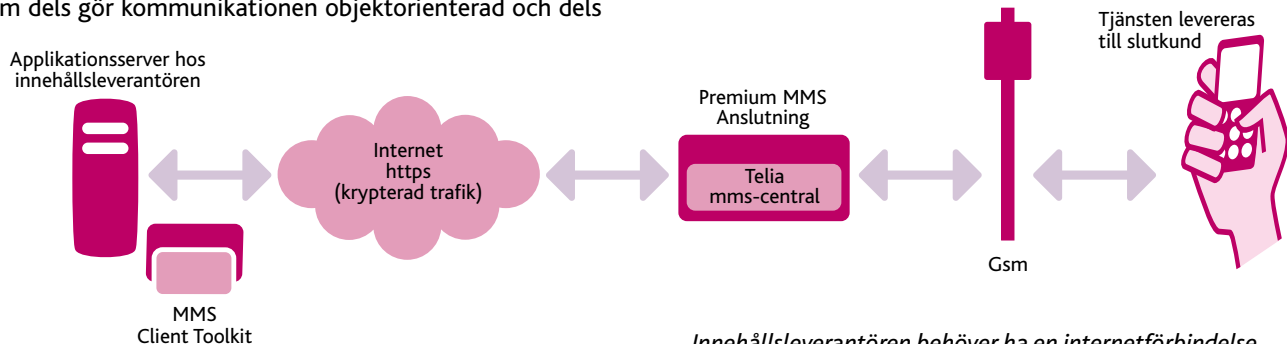 m dels gör kommunikationen objektorienterad och dels
Applikationsserver hos
innehållsleverantören
MMS
Client Toolkit
Internet
https
(krypterad trafik)
Premium MMS
Anslutning
Telia
mms-central
Gsm
Tjänsten levereras
till slutkund
Innehållsleverantören behöver ha en internetförbindelse